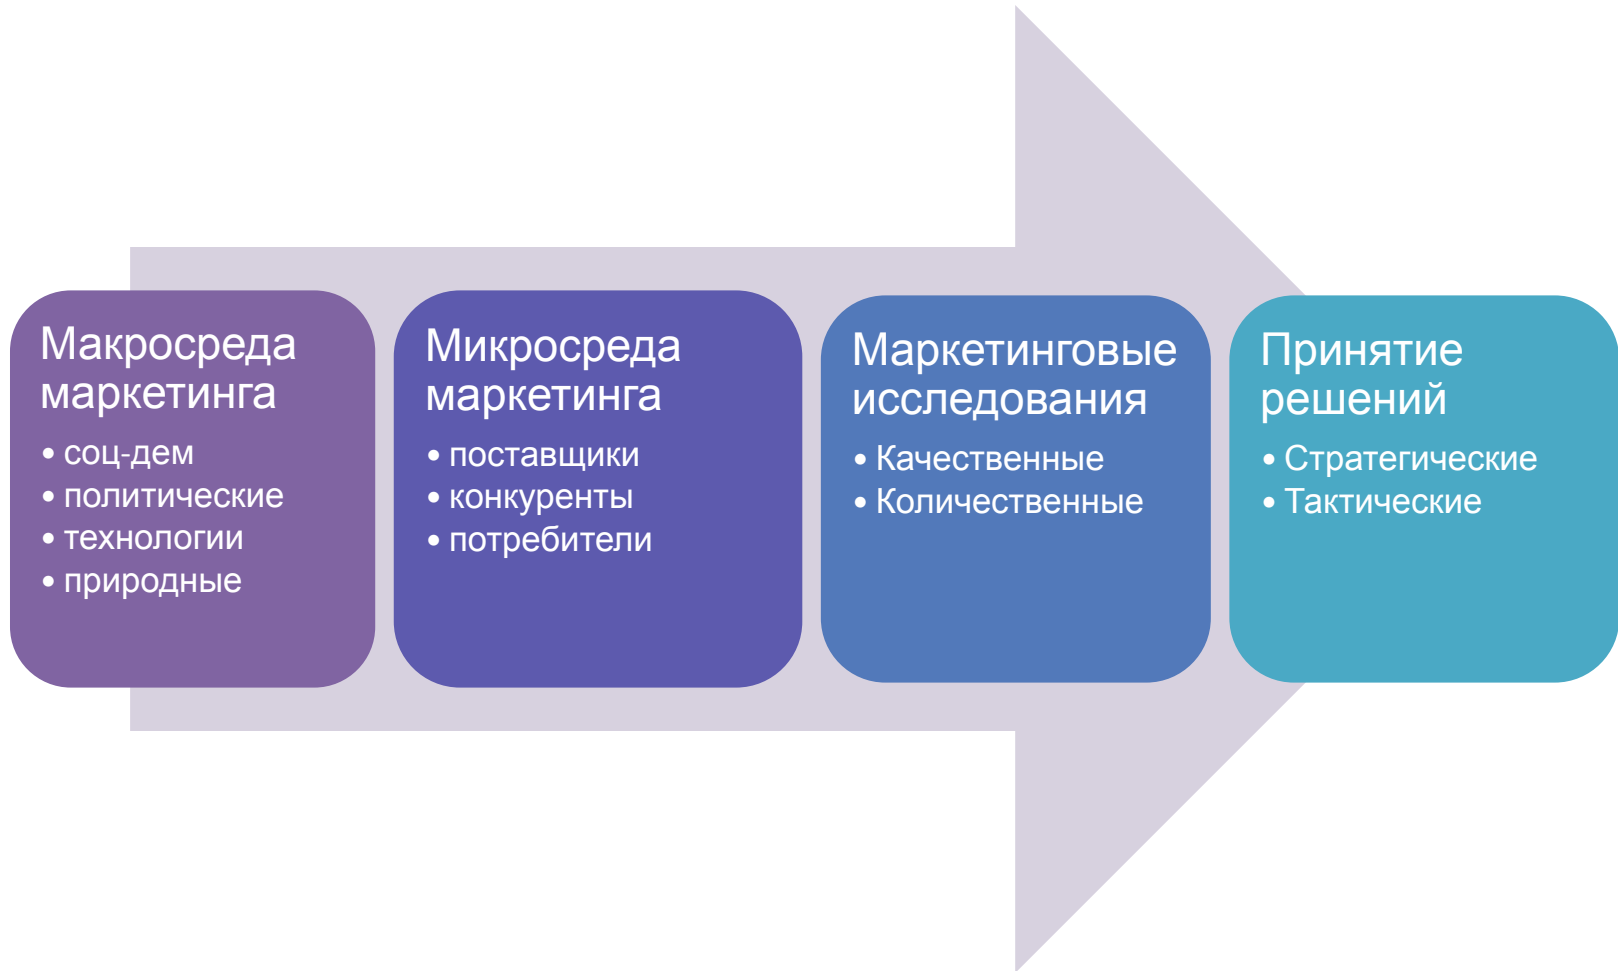 Макросреда
маркетинга
• соц-дем
• политические
• технологии
• природные
Микросреда
маркетинга
• поставщики
• конкуренты
• потребители
Маркетинговые
исследования
• Качественные
• Количественные
Принятие
решений
• Стратегические
• Тактические